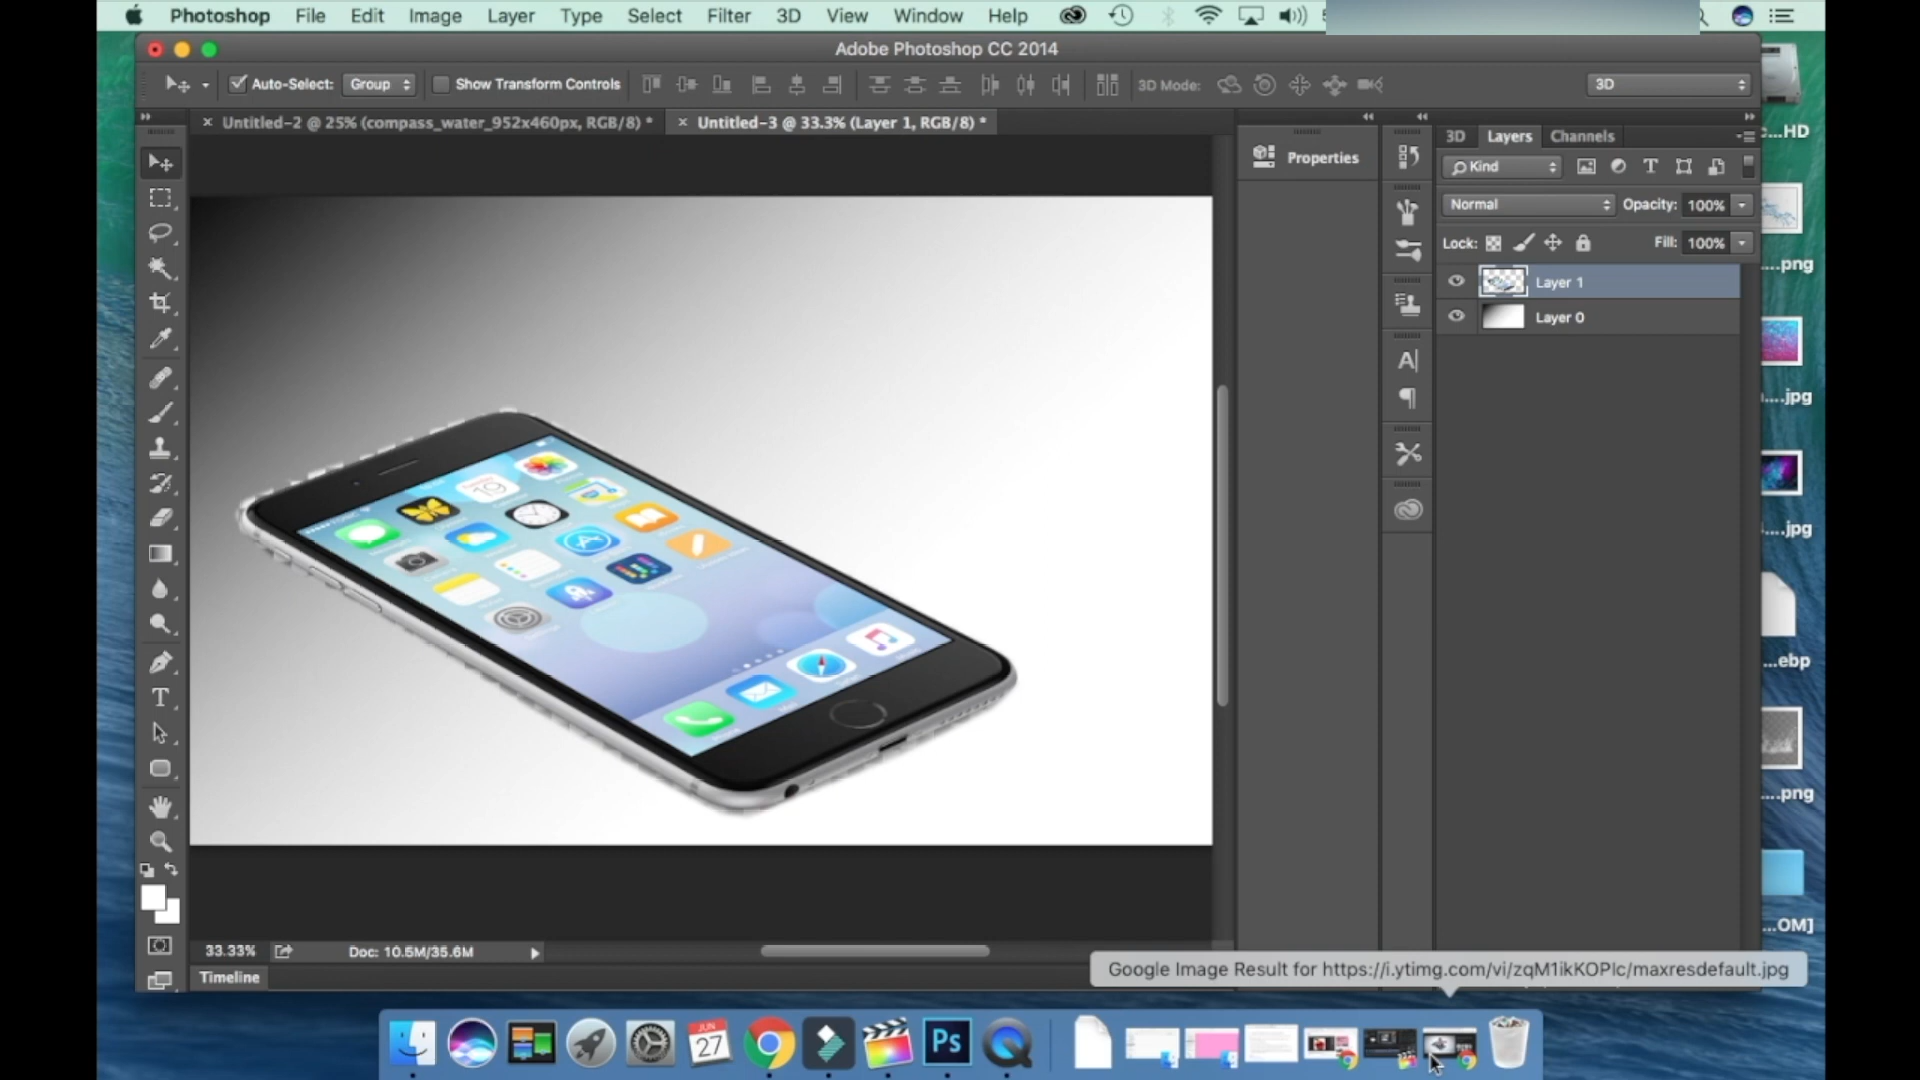 Photoshop File Edit Image Layer Type Select Filter 3D View Window Help
Adobe Photoshop CC 2014
Auto-Select: Group Show Transform Controls 3D Mode: 3D
× Untitled-2 @ 25% (compass_water_952x460px, RGB/8) * × Untitled-3 @ 33.3% (Layer 1, RGB/8) *
3D Layers Channels
Properties
Kind
Normal Opacity: 100%
Lock: Fill: 100%
Layer 1
Layer 0
...HD
....png
....jpg
....jpg
...ebp
....png
...OM]
19
33.33% Doc: 10.5M/35.6M
Timeline
Google Image Result for https://i.ytimg.com/vi/zqM1ikKOPlc/maxresdefault.jpg
JUN
27
Ps